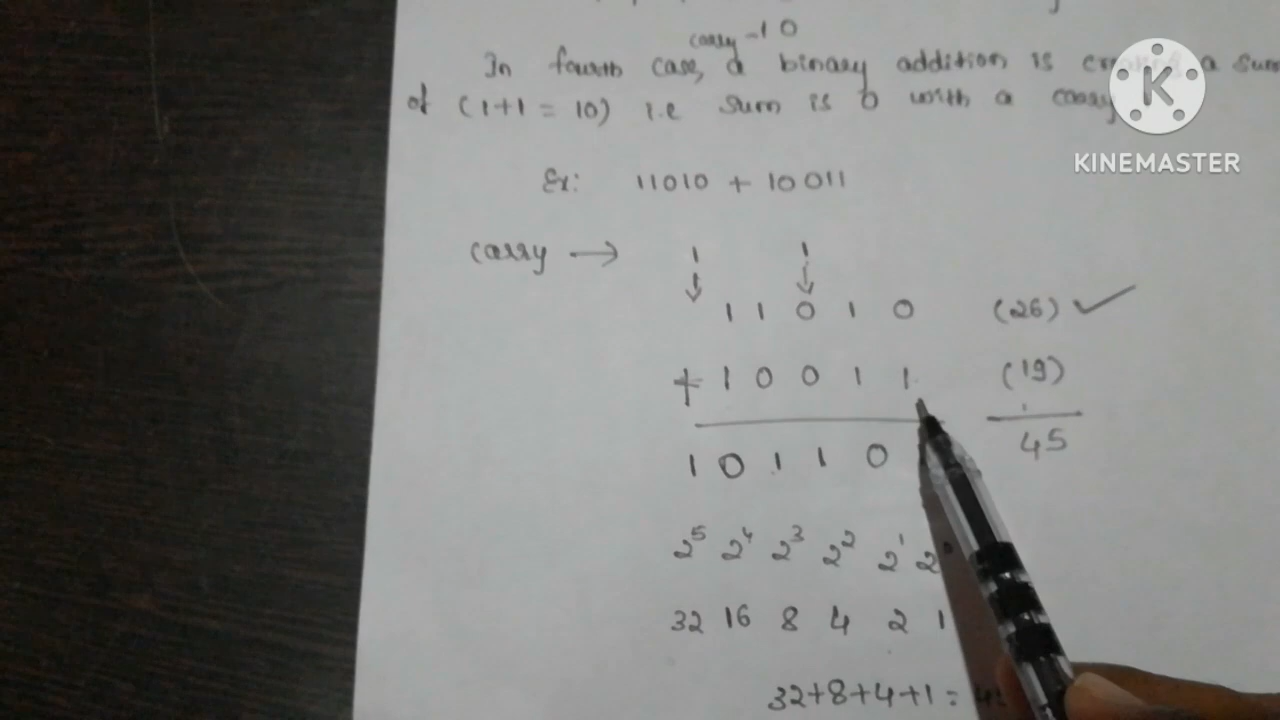 carry - 1 0
In fourth case, a binary addition is a sum
of (1+1 = 10) i.e sum is 0 with a carry
KINEMASTER
Ex: 11010 + 10011
carry → 1 1
1 1 0 1 0 (26) ✓
+ 1 0 0 1 1 (19)
1 0 1 1 0 45
2⁵ 2⁴ 2³ 2² 2¹ 2⁰
32 16 8 4 2 1
32+8+4+1 =